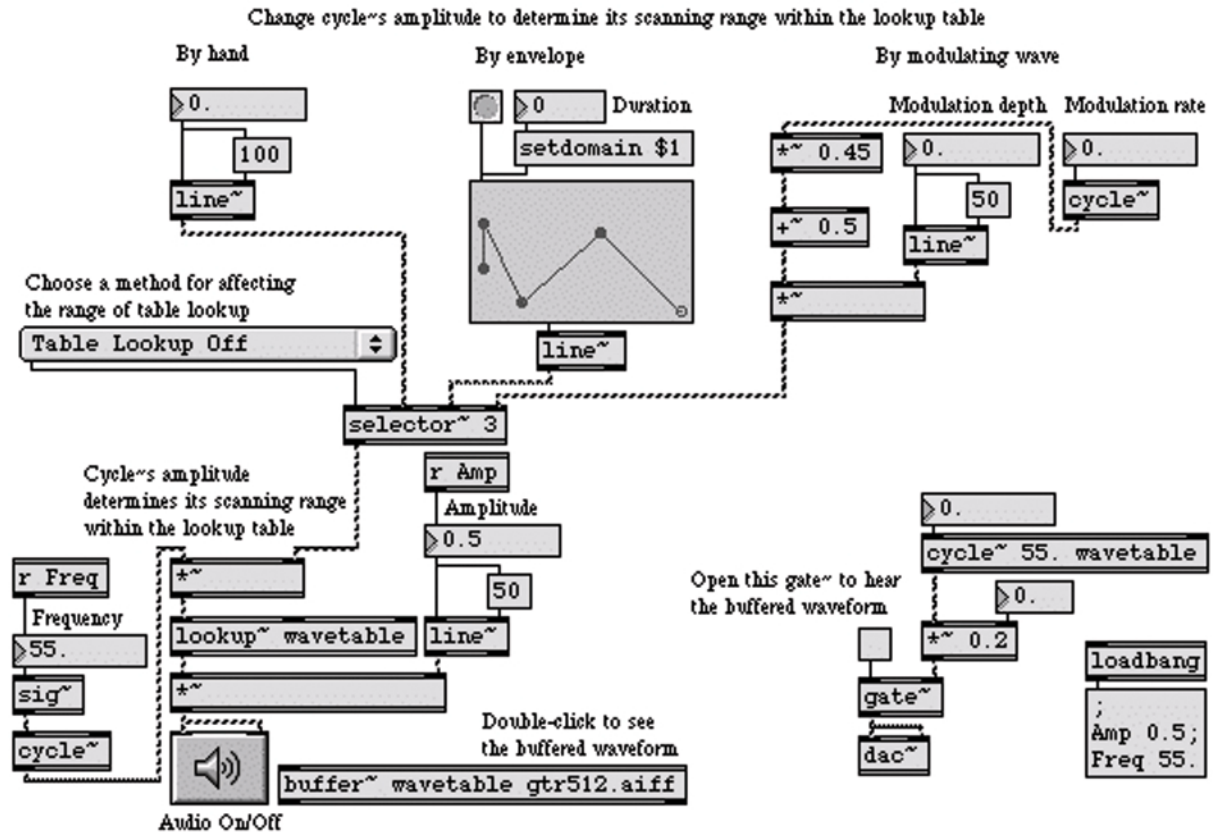 Change cycle~s amplitude to determine its scanning range within the lookup table
By hand
0.
100
line~
By envelope
0
Duration
setdomain $1
line~
By modulating wave
Modulation depth
Modulation rate
*~ 0.45
0.
0.
50
cycle~
+~ 0.5
line~
*~
Choose a method for affecting
the range of table lookup
Table Lookup Off
selector~ 3
Cycle~s amplitude
determines its scanning range
within the lookup table
r Amp
Amplitude
0.5
50
line~
r Freq
Frequency
55.
sig~
cycle~
*~
lookup~ wavetable
*~
Audio On/Off
Double-click to see
the buffered waveform
buffer~ wavetable gtr512.aiff
0.
cycle~ 55. wavetable
Open this gate~ to hear
the buffered waveform
0.
*~ 0.2
gate~
dac~
loadbang
;
Amp 0.5;
Freq 55.